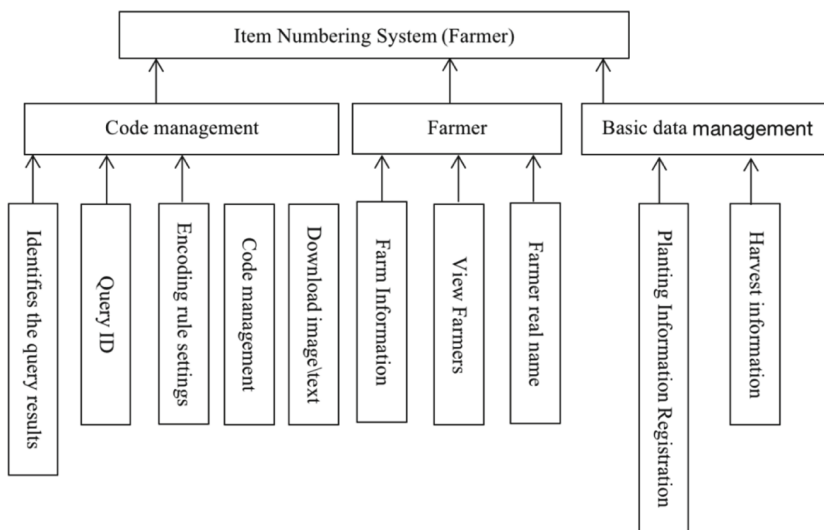 Item Numbering System (Farmer)
Code management
Farmer
Basic data management
Identifies the query results
Query ID
Encoding rule settings
Code management
Download image\text
Farm Information
View Farmers
Farmer real name
Planting Information Registration
Harvest information